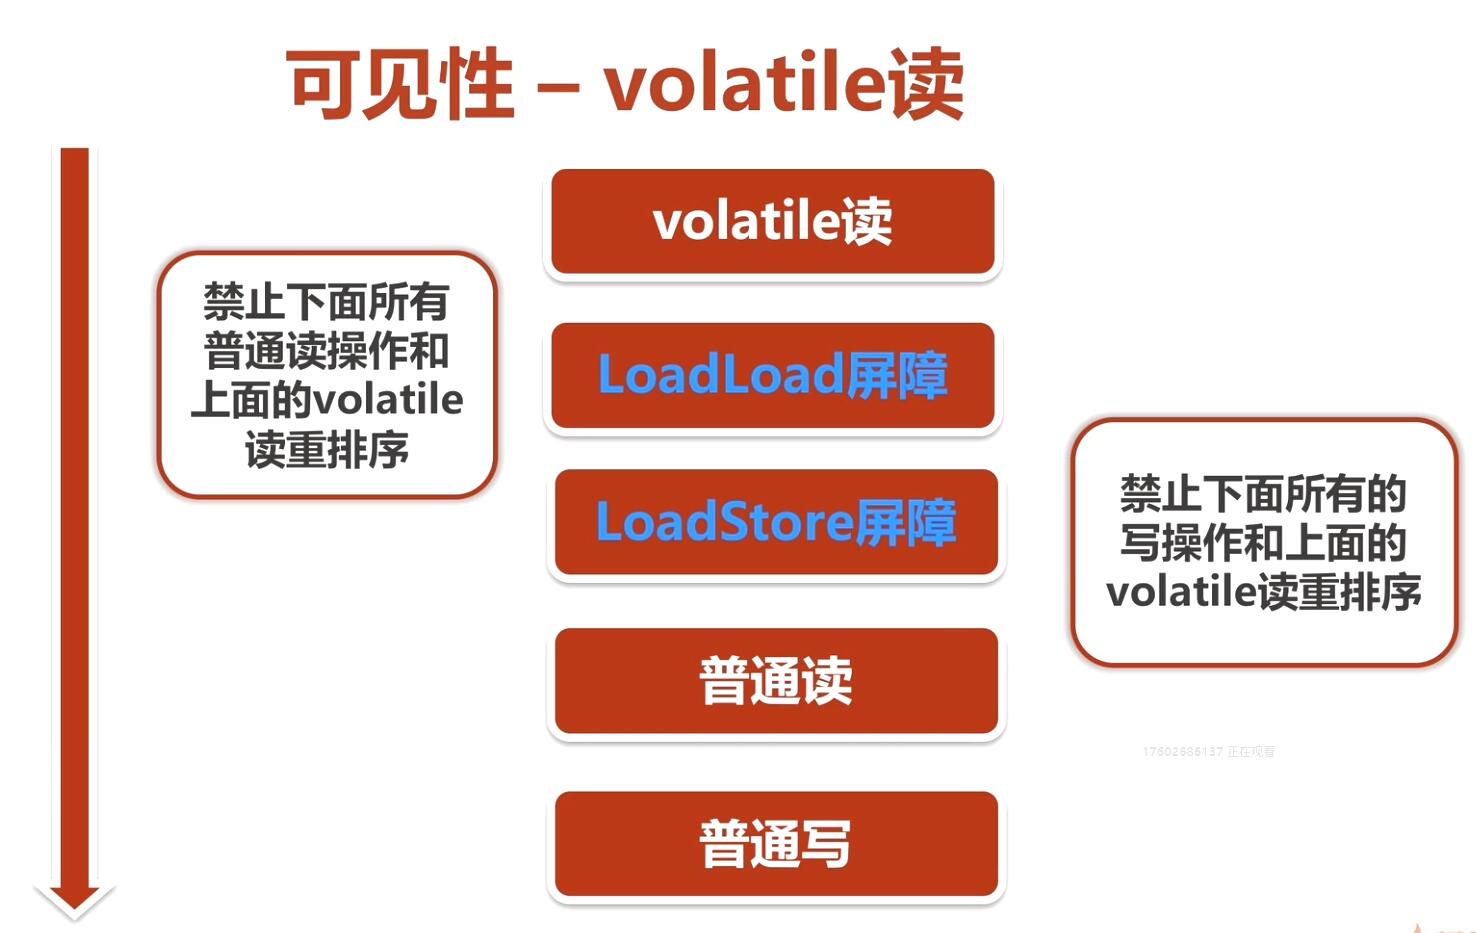 可见性 – volatile读
volatile读
禁止下面所有
普通读操作和
上面的volatile
读重排序
LoadLoad屏障
LoadStore屏障
禁止下面所有的
写操作和上面的
volatile读重排序
普通读
17602686137 正在观看
普通写